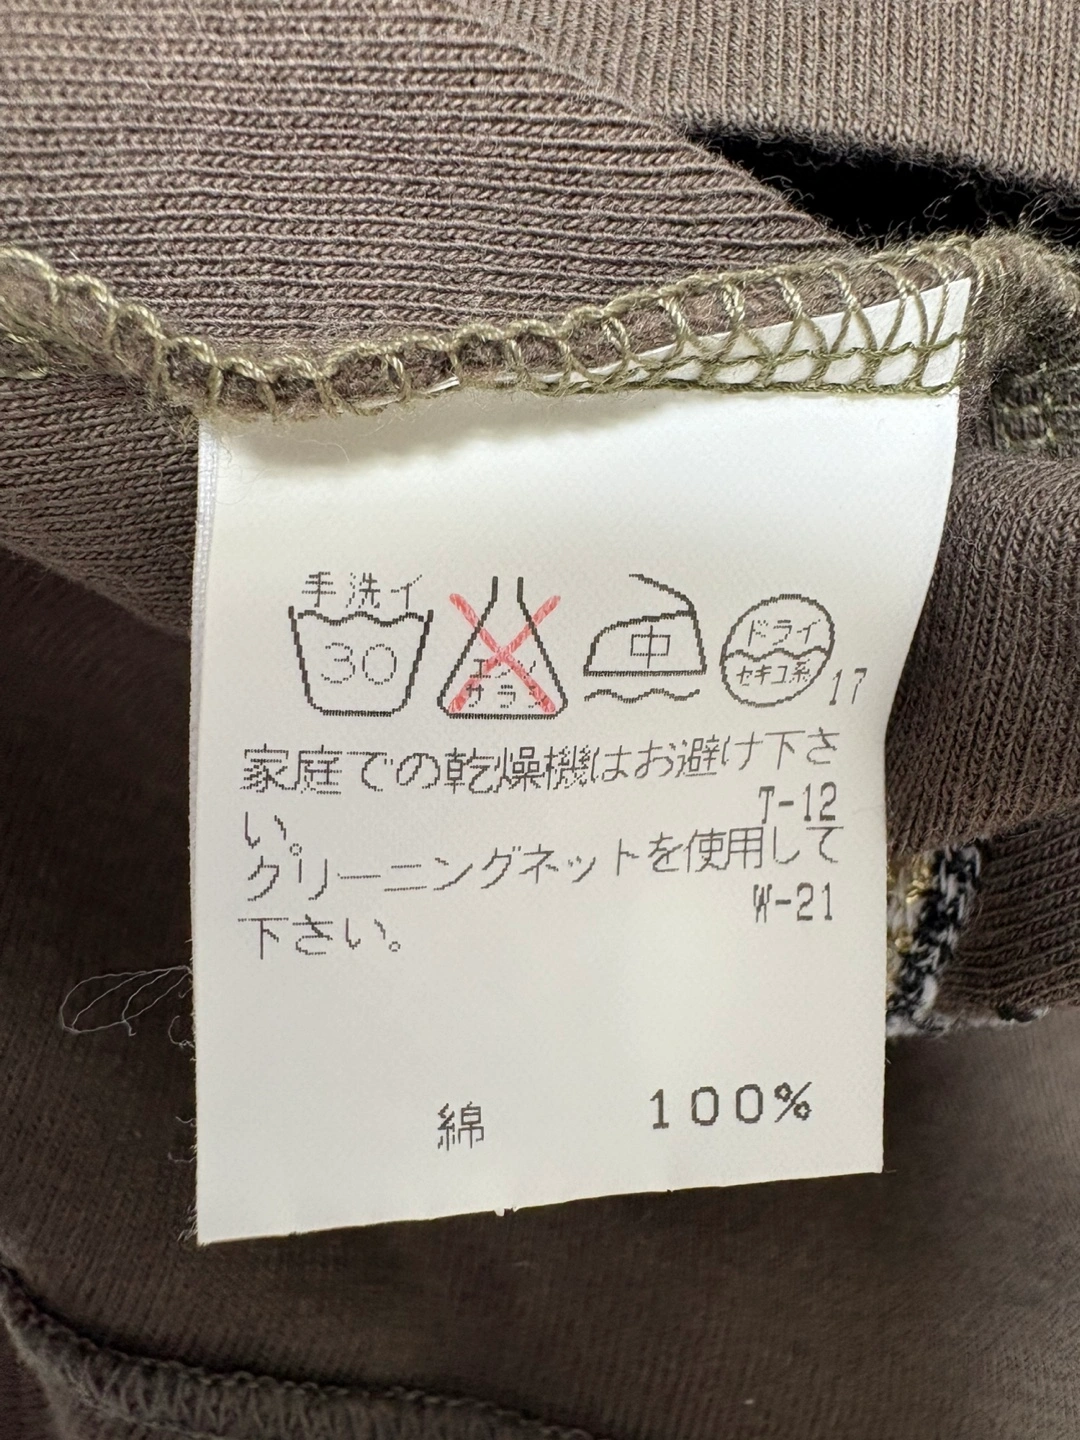 手洗イ
30
エンソ
サラシ
中
ドライ
セキユ系
17
家庭での乾燥機はお避け下さ
い。
T-12
クリーニングネットを使用して
下さい。
W-21
綿 100%